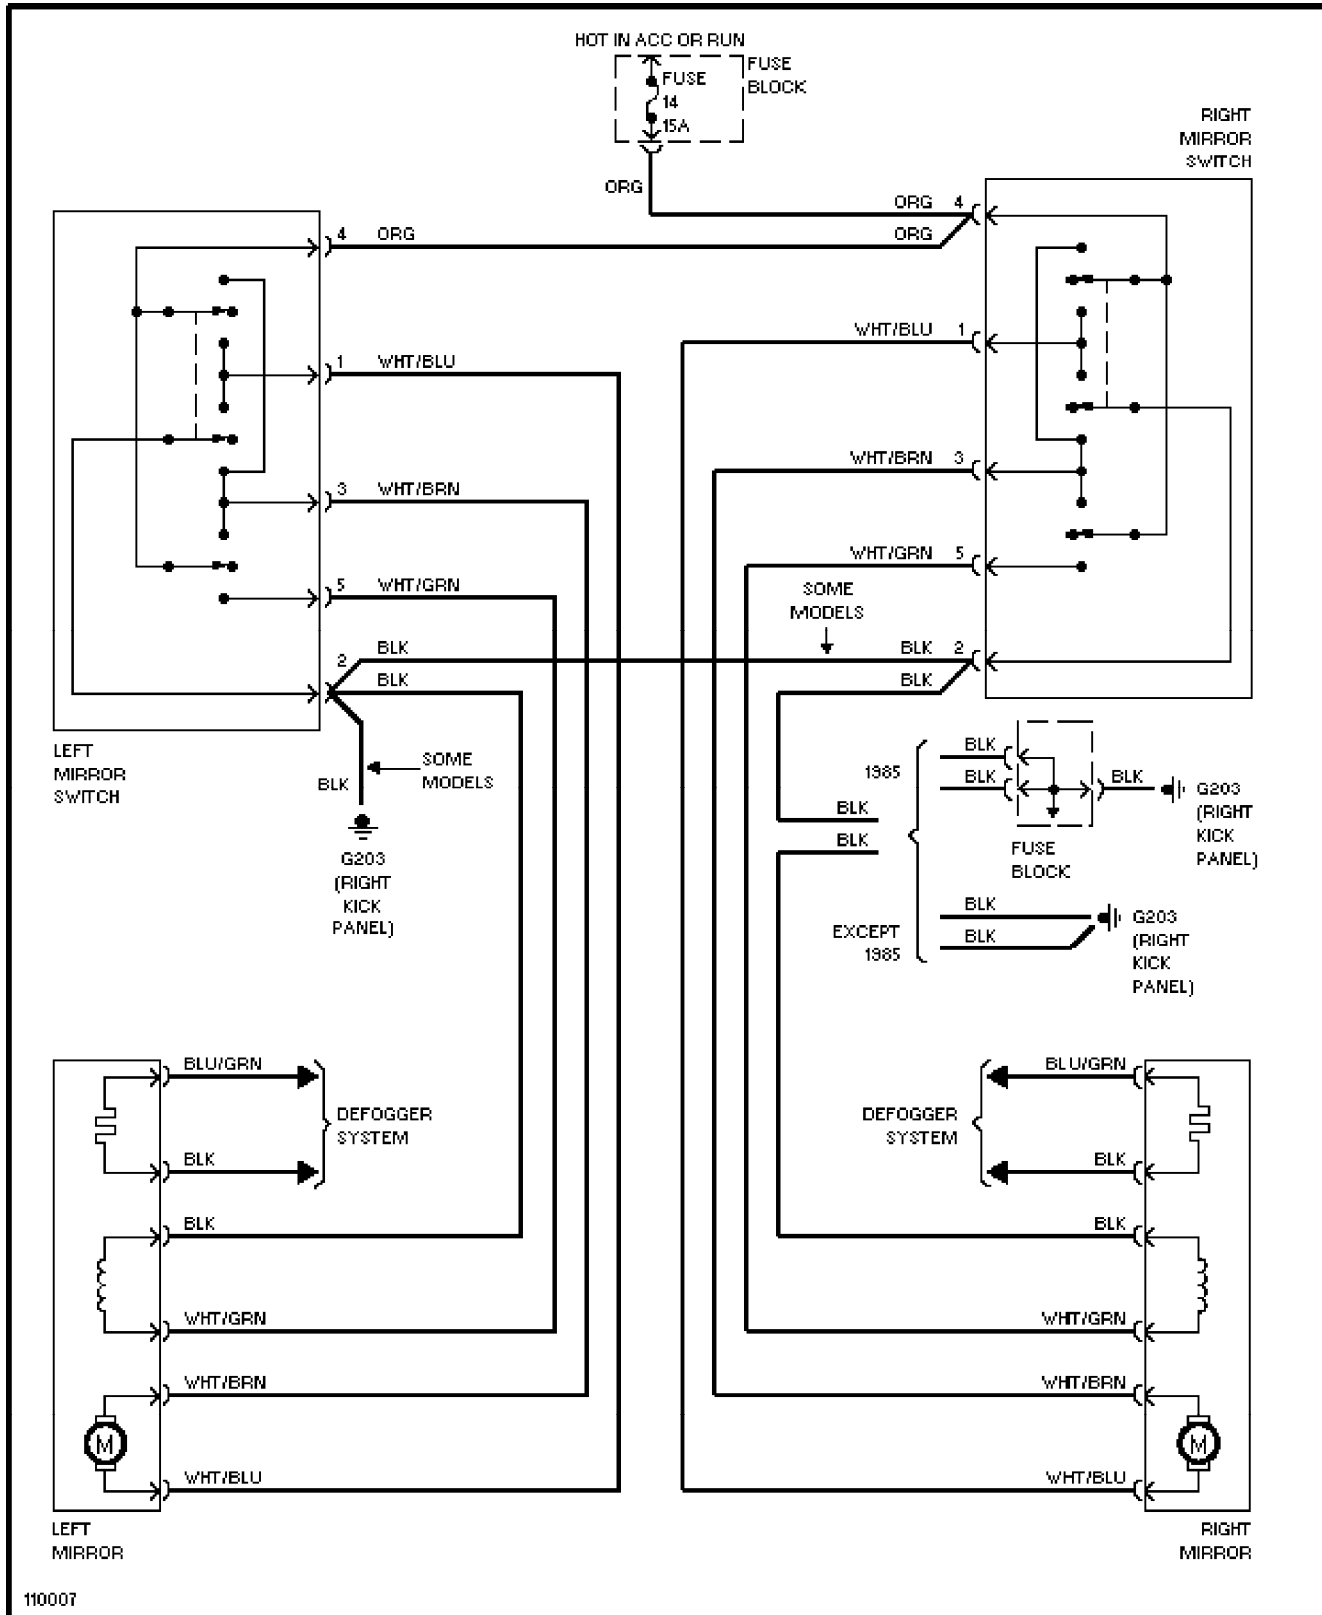 HOT IN ACC OR RUN
FUSE
14
15A
FUSE
BLOCK
RIGHT
MIRROR
SWITCH
ORG
ORG 4
ORG
4 ORG
WHT/BLU 1
1 WHT/BLU
WHT/BRN 3
3 WHT/BRN
WHT/GRN 5
5 WHT/GRN
SOME
MODELS
2 BLK
BLK
BLK 2
BLK
LEFT
MIRROR
SWITCH
SOME
MODELS
BLK
G203
(RIGHT
KICK
PANEL)
1985
BLK
BLK
BLK
G203
(RIGHT
KICK
PANEL)
FUSE
BLOCK
BLK
BLK
EXCEPT
1985
BLK
BLK
G203
(RIGHT
KICK
PANEL)
BLU/GRN
DEFOGGER
SYSTEM
BLK
BLK
WHT/GRN
WHT/BRN
M
WHT/BLU
LEFT
MIRROR
BLU/GRN
DEFOGGER
SYSTEM
BLK
BLK
WHT/GRN
WHT/BRN
M
WHT/BLU
RIGHT
MIRROR
110007